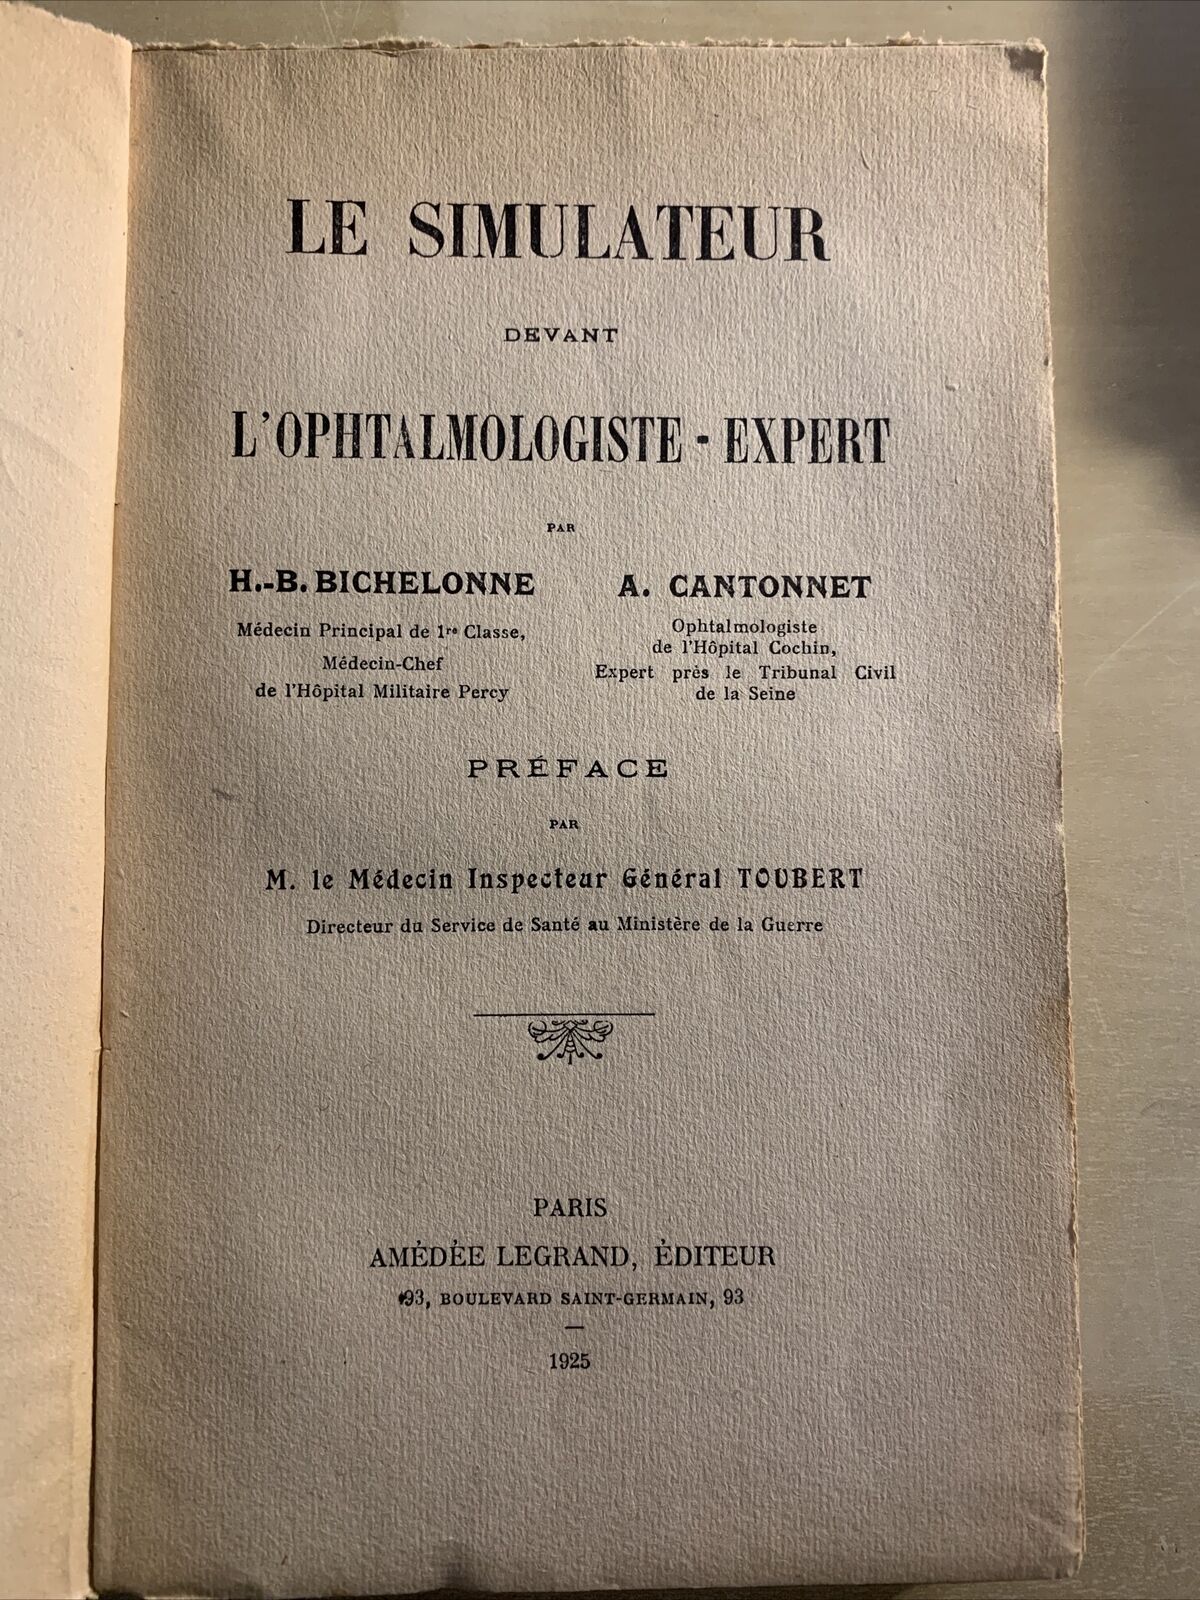 LE SIMULATEUR
DEVANT
L'OPHTALMOLOGISTE - EXPERT
PAR
H.-B. BICHELONNE
Médecin Principal de 1re Classe,
Médecin-Chef
de l'Hôpital Militaire Percy
A. CANTONNET
Ophtalmologiste
de l'Hôpital Cochin,
Expert près le Tribunal Civil
de la Seine
PRÉFACE
PAR
M. le Médecin Inspecteur Général TOUBERT
Directeur du Service de Santé au Ministère de la Guerre
PARIS
AMÉDÉE LEGRAND, ÉDITEUR
93, BOULEVARD SAINT-GERMAIN, 93
1925